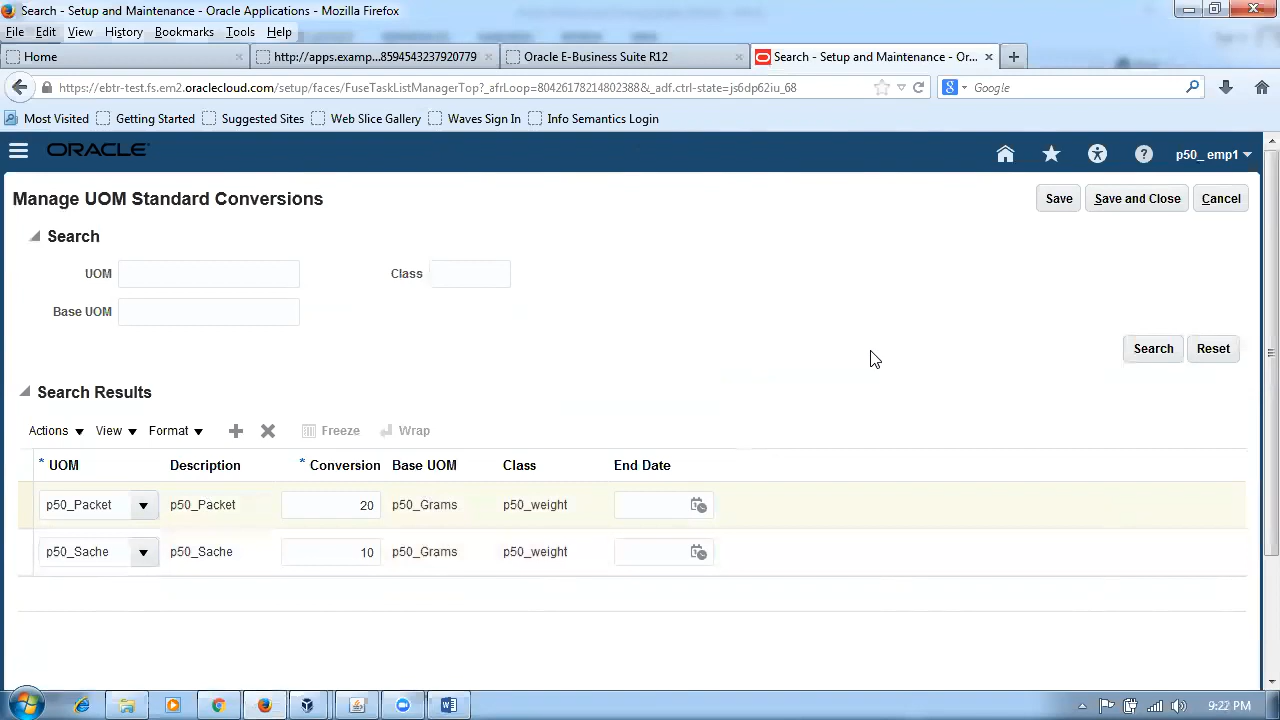 Search - Setup and Maintenance - Oracle Applications - Mozilla Firefox
File Edit View History Bookmarks Tools Help
Home http://apps.examp...8594543237920779 Oracle E-Business Suite R12 Search - Setup and Maintenance - Or...
https://ebtr-test.fs.em2.oraclecloud.com/setup/faces/FuseTaskListManagerTop?_afrLoop=80426178214802388&_adf.ctrl-state=js6dp62iu_68 Google
Most Visited Getting Started Suggested Sites Web Slice Gallery Waves Sign In Info Semantics Location
ORACLE p50_ emp1
Manage UOM Standard Conversions Save Save and Close Cancel
Search
UOM Class
Base UOM
Search Reset
Search Results
Actions View Format Freeze Wrap
* UOM Description * Conversion Base UOM Class End Date
p50_Packet p50_Packet 20 p50_Grams p50_weight
p50_Sache p50_Sache 10 p50_Grams p50_weight
9:22 PM